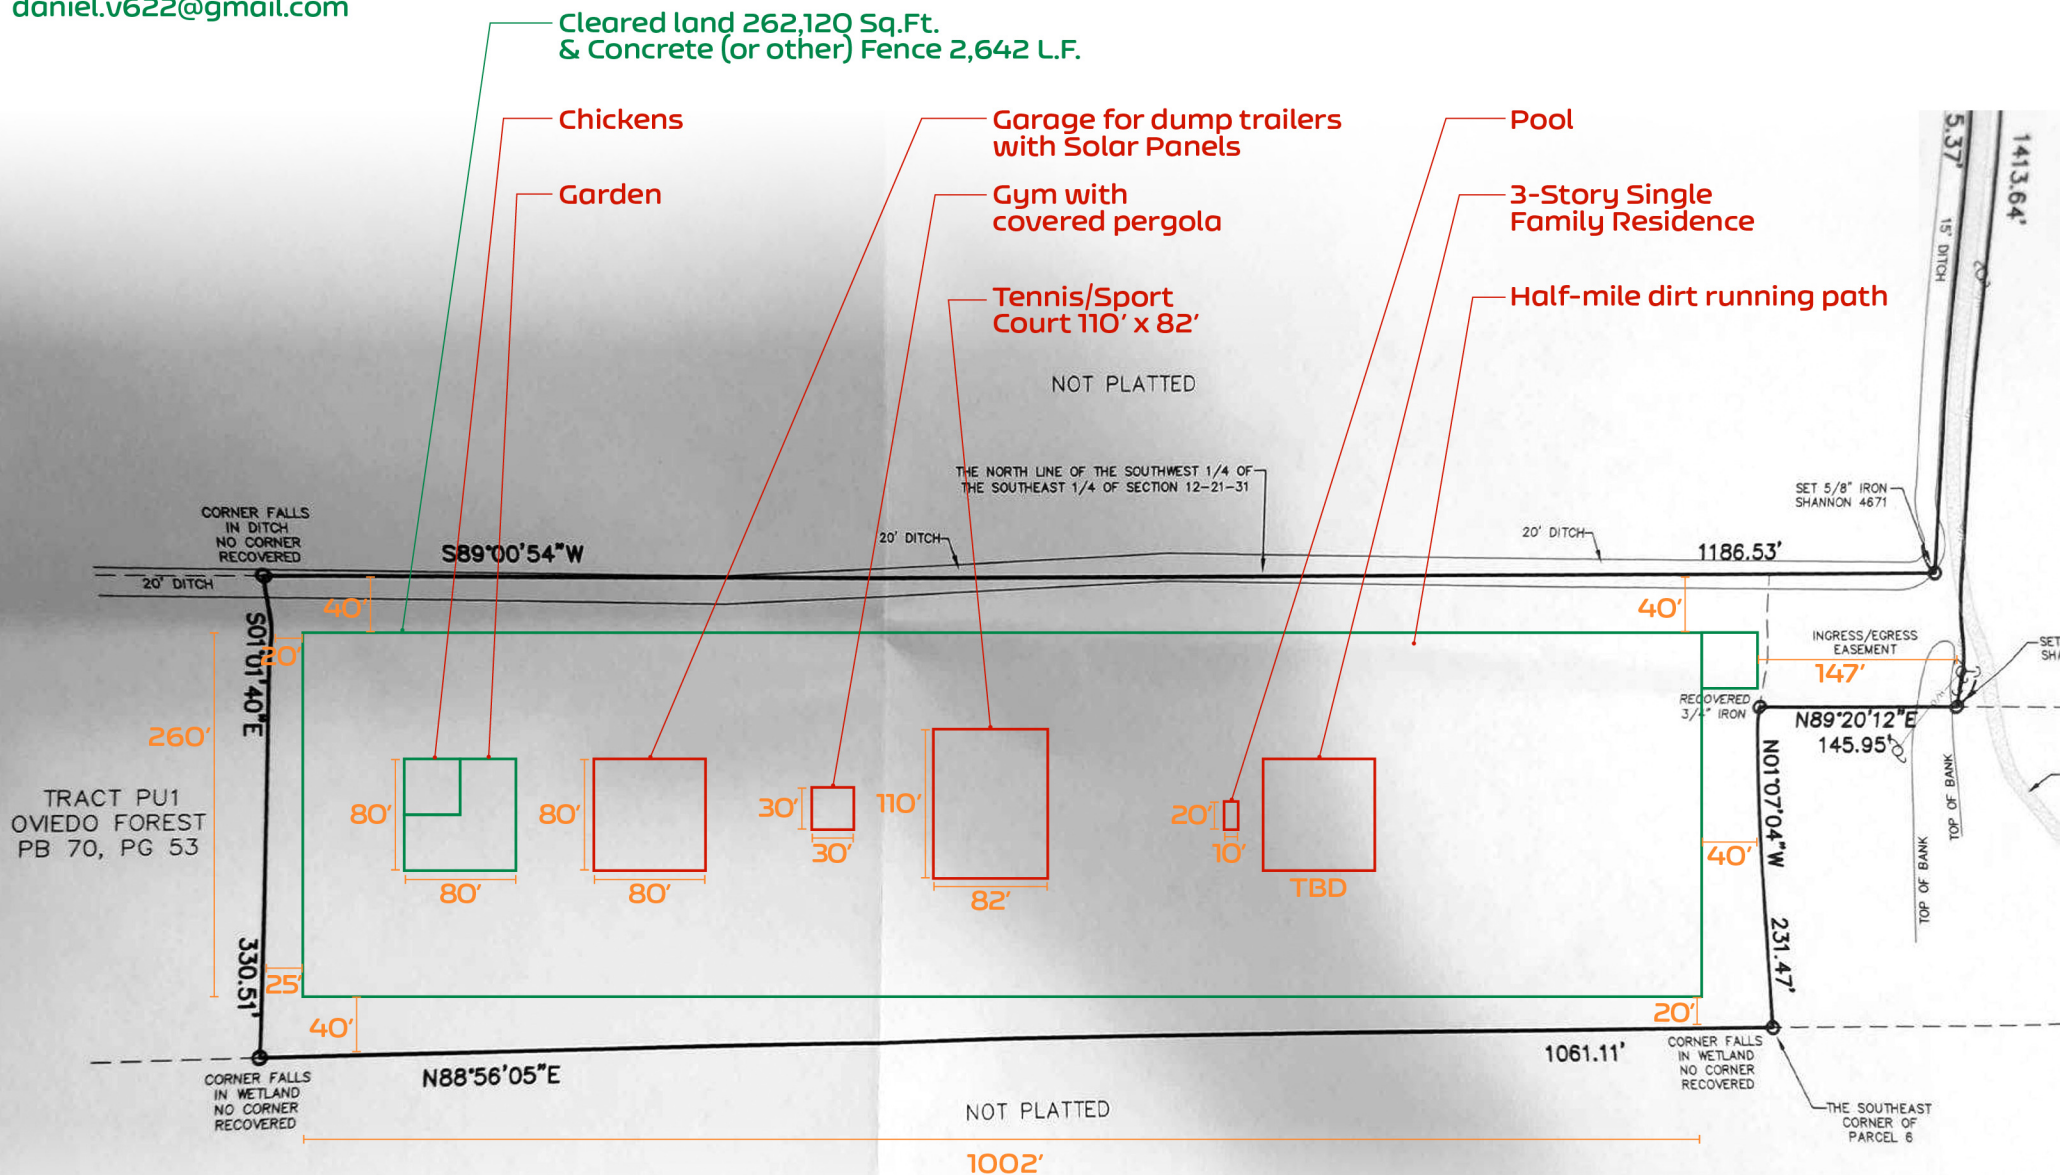 daniel.v622@gmail.com
Cleared land 262,120 Sq.Ft.
& Concrete (or other) Fence 2,642 L.F.
Chickens
Garden
Garage for dump trailers
with Solar Panels
Gym with
covered pergola
Tennis/Sport
Court 110' x 82'
Pool
3-Story Single
Family Residence
Half-mile dirt running path
5.37'
15' DITCH
1413.64'
20'
NOT PLATTED
THE NORTH LINE OF THE SOUTHWEST 1/4 OF
THE SOUTHEAST 1/4 OF SECTION 12-21-31
SET 5/8" IRON
SHANNON 4671
CORNER FALLS
IN DITCH
NO CORNER
RECOVERED
S89°00'54"W
20' DITCH
20' DITCH
1186.53'
20' DITCH
40'
40'
S01°01'40"E
20'
INGRESS/EGRESS
EASEMENT
147'
SET
SHA
RECOVERED
3/4" IRON
N89°20'12"E
145.95'
260'
TRACT PU1
OVIEDO FOREST
PB 70, PG 53
80'
80'
80'
80'
30'
30'
110'
82'
20'
10'
TBD
40'
N01°07'04"W
231.47'
TOP OF BANK
TOP OF BANK
330.51'
25'
40'
20'
N88°56'05"E
1061.11'
CORNER FALLS
IN WETLAND
NO CORNER
RECOVERED
CORNER FALLS
IN WETLAND
NO CORNER
RECOVERED
NOT PLATTED
THE SOUTHEAST
CORNER OF
PARCEL 6
1002'